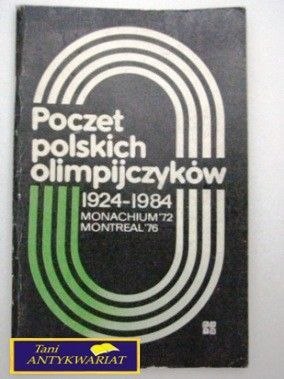 Poczet
polskich
olimpijczyków
1924-1984
MONACHIUM '72
MONTREAL '76
Tani
ANTYKWARIAT